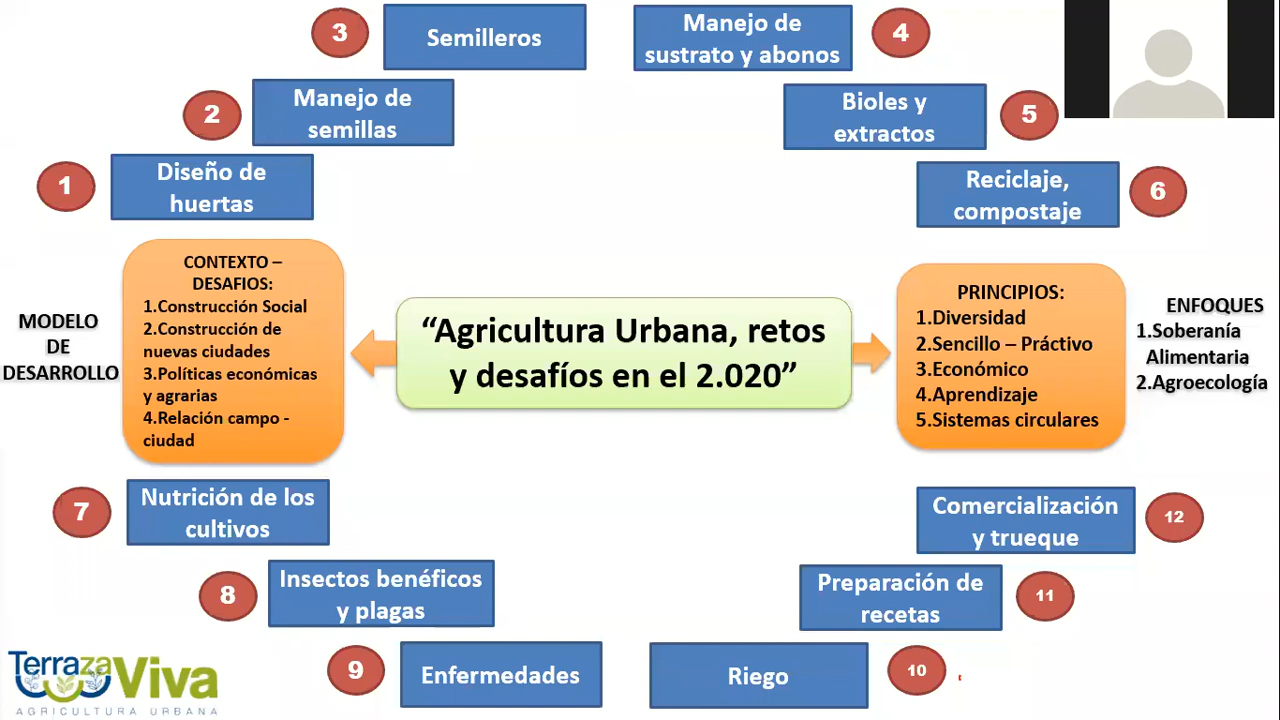 3
Semilleros
Manejo de
sustrato y abonos
4
2
Manejo de
semillas
Bioles y
extractos
5
1
Diseño de
huertas
Reciclaje,
compostaje
6
MODELO
DE
DESARROLLO
CONTEXTO –
DESAFIOS:
1.Construcción Social
2.Construcción de
nuevas ciudades
3.Políticas económicas
y agrarias
4.Relación campo -
ciudad
“Agricultura Urbana, retos
y desafíos en el 2.020”
PRINCIPIOS:
1.Diversidad
2.Sencillo – Práctivo
3.Económico
4.Aprendizaje
5.Sistemas circulares
ENFOQUES
1.Soberanía
Alimentaria
2.Agroecología
7
Nutrición de los
cultivos
Comercialización
y trueque
12
8
Insectos benéficos
y plagas
Preparación de
recetas
11
9
Enfermedades
Riego
10
Terraza
Viva
AGRICULTURA URBANA